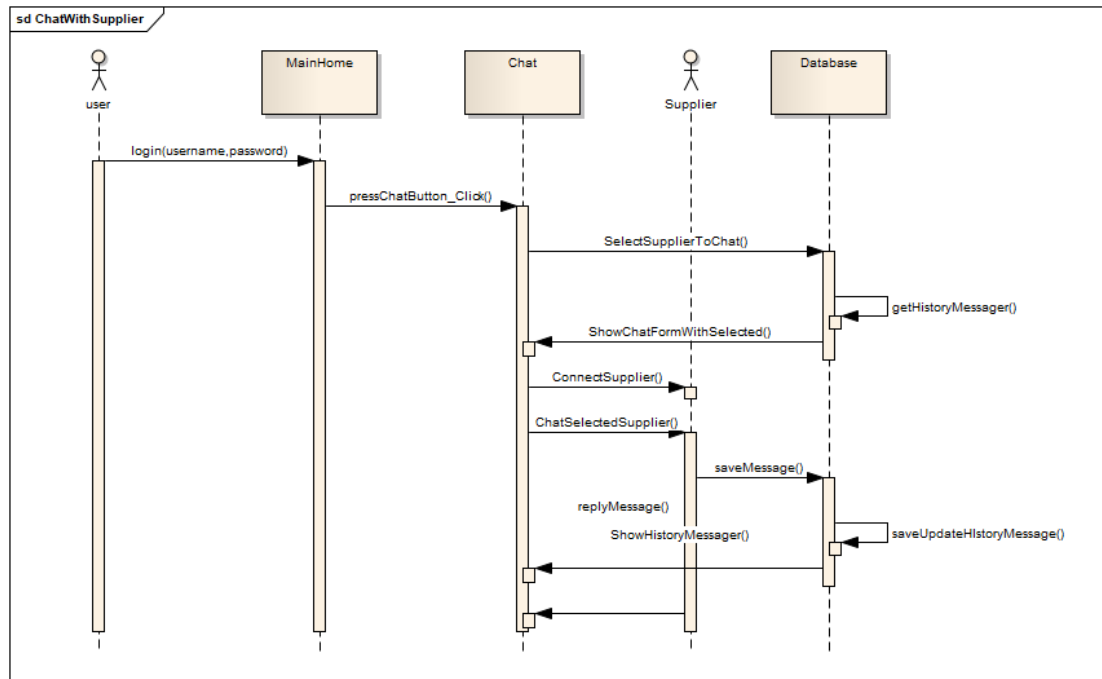 sd ChatWithSupplier
user
MainHome
Chat
Supplier
Database
login(username,password)
pressChatButton_Click()
SelectSupplierToChat()
getHistoryMessager()
ShowChatFormWithSelected()
ConnectSupplier()
ChatSelectedSupplier()
saveMessage()
replyMessage()
ShowHistoryMessager()
saveUpdateHIstoryMessage()